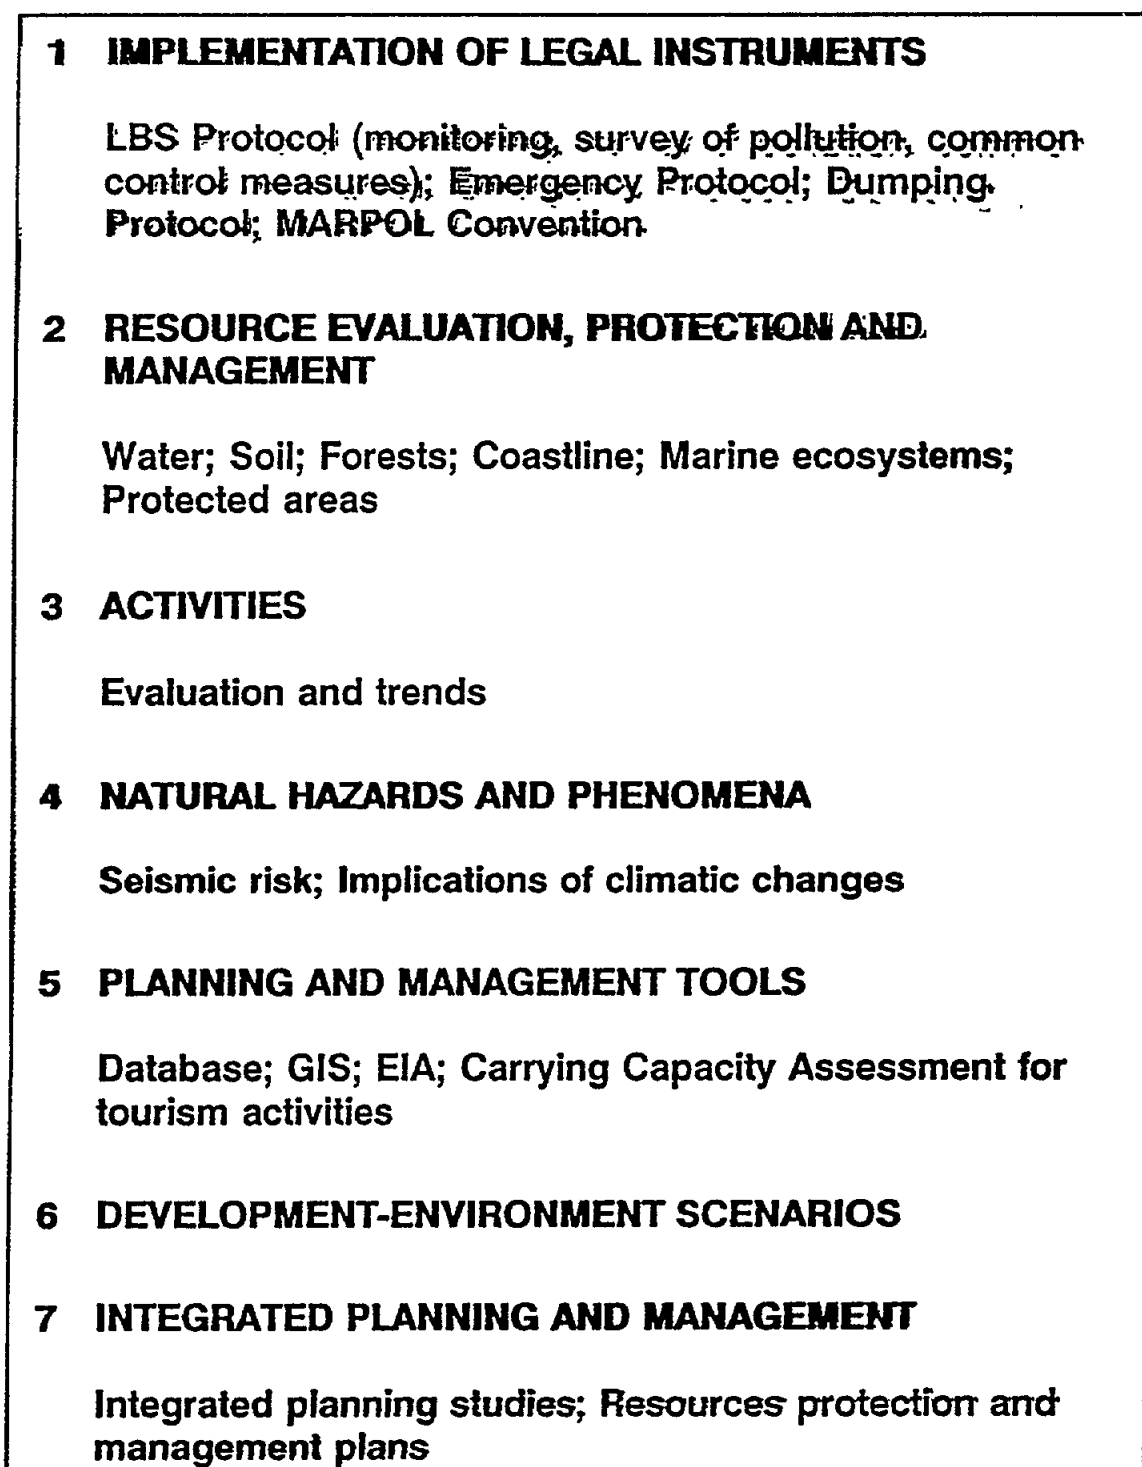 1 IMPLEMENTATION OF LEGAL INSTRUMENTS
LBS Protocol (monitoring, survey of pollution, common
control measures); Emergency Protocol; Dumping
Protocol; MARPOL Convention
2 RESOURCE EVALUATION, PROTECTION AND
MANAGEMENT
Water; Soil; Forests; Coastline; Marine ecosystems;
Protected areas
3 ACTIVITIES
Evaluation and trends
4 NATURAL HAZARDS AND PHENOMENA
Seismic risk; Implications of climatic changes
5 PLANNING AND MANAGEMENT TOOLS
Database; GIS; EIA; Carrying Capacity Assessment for
tourism activities
6 DEVELOPMENT-ENVIRONMENT SCENARIOS
7 INTEGRATED PLANNING AND MANAGEMENT
Integrated planning studies; Resources protection and
management plans